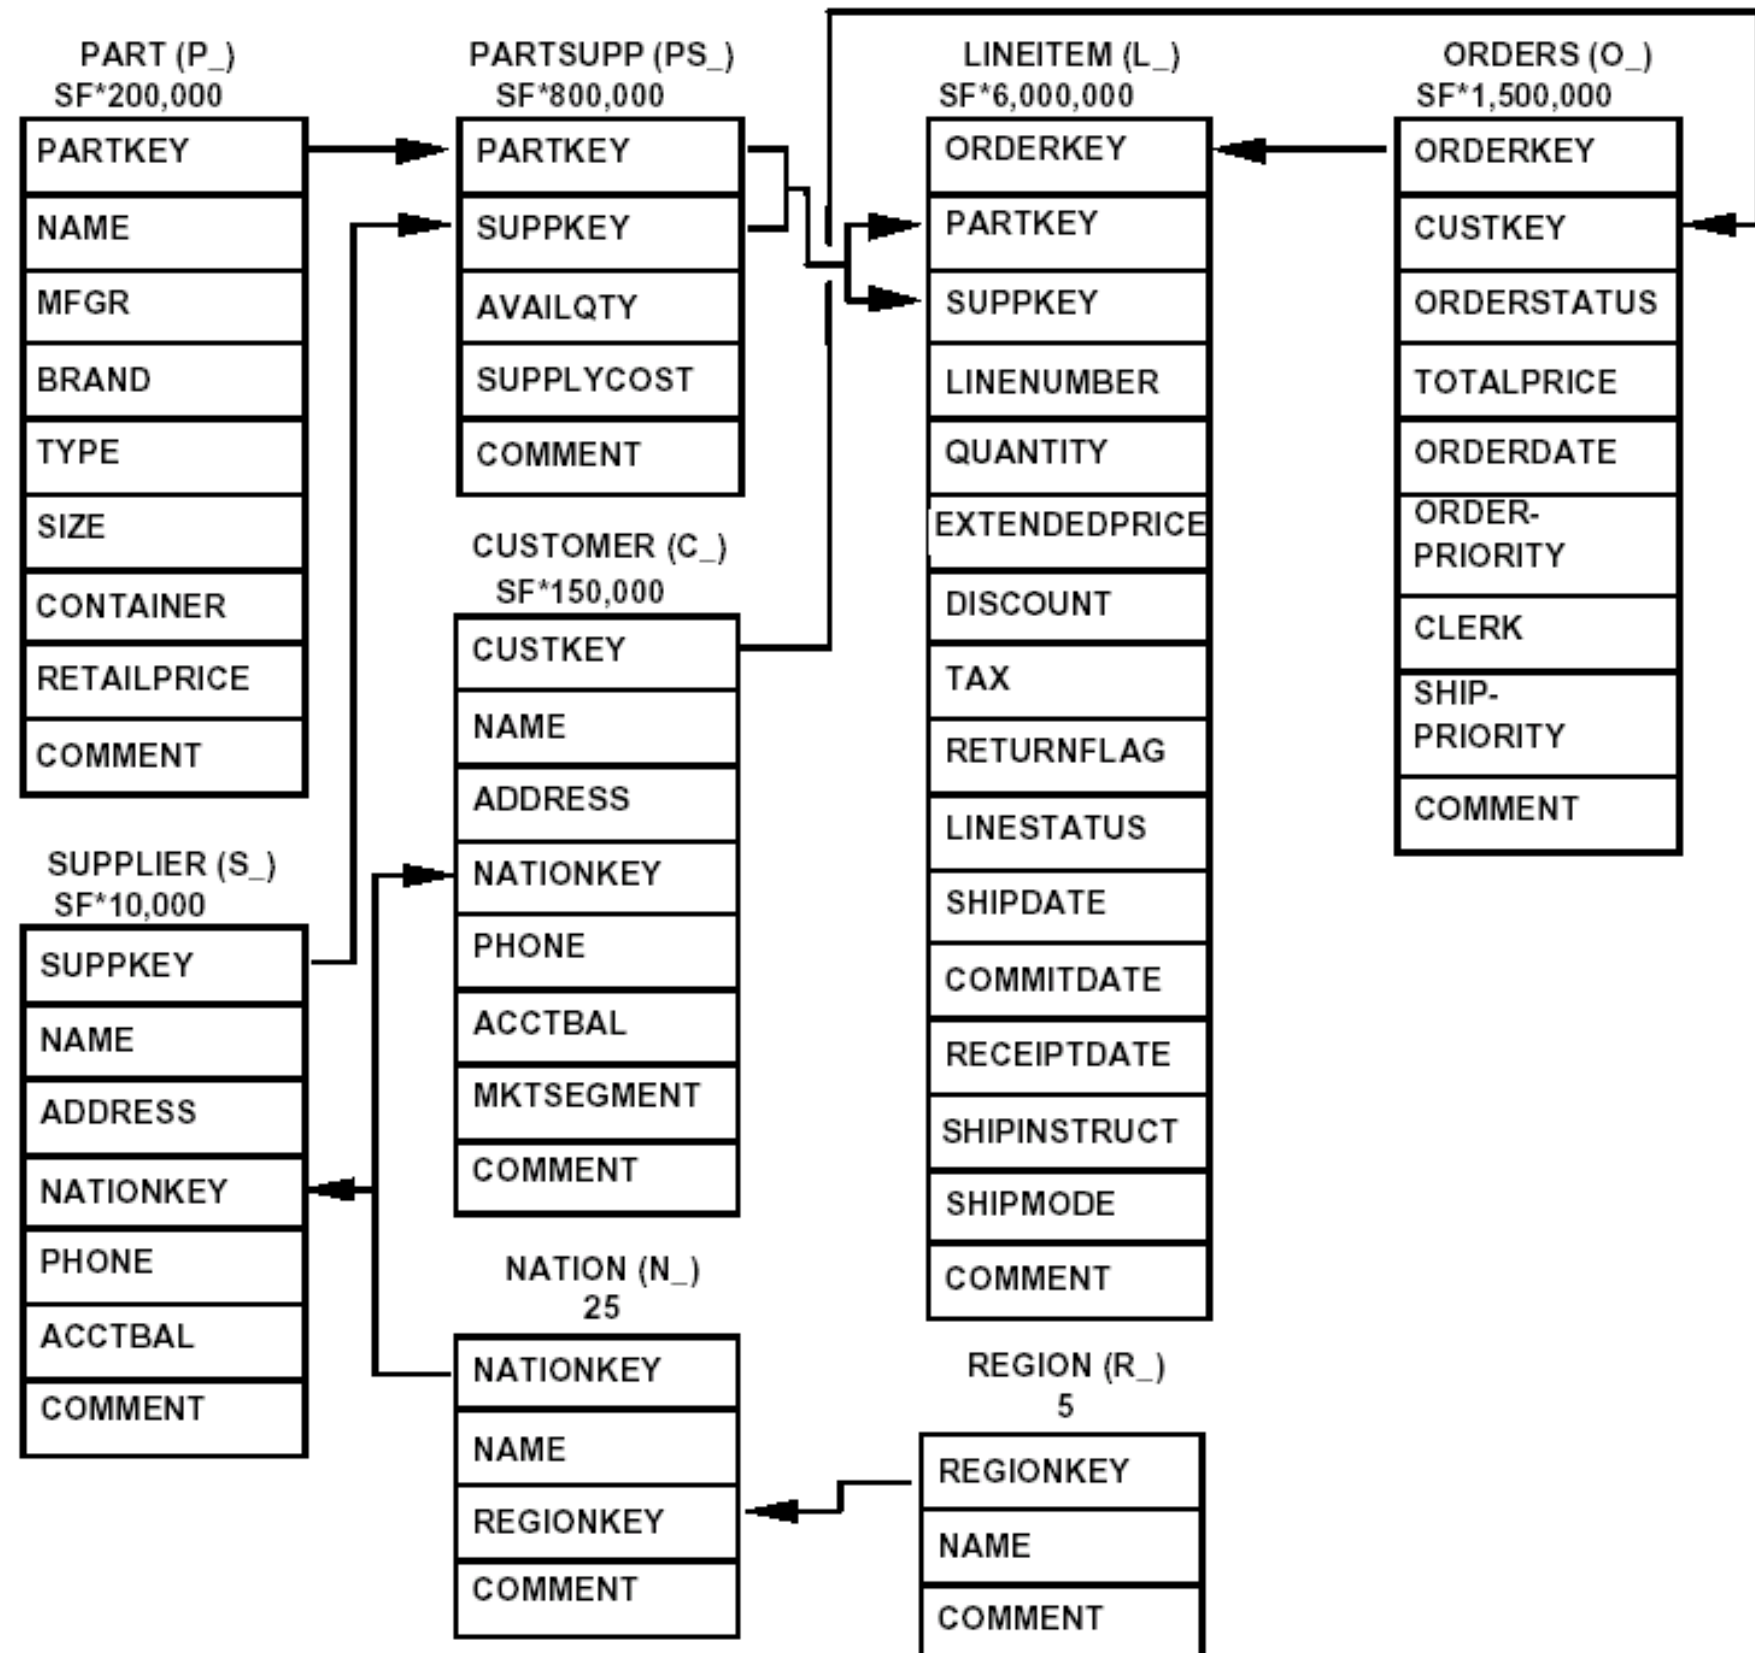 PART (P_)
SF*200,000
PARTKEY
NAME
MFGR
BRAND
TYPE
SIZE
CONTAINER
RETAILPRICE
COMMENT
SUPPLIER (S_)
SF*10,000
SUPPKEY
NAME
ADDRESS
NATIONKEY
PHONE
ACCTBAL
COMMENT
PARTSUPP (PS_)
SF*800,000
PARTKEY
SUPPKEY
AVAILQTY
SUPPLYCOST
COMMENT
CUSTOMER (C_)
SF*150,000
CUSTKEY
NAME
ADDRESS
NATIONKEY
PHONE
ACCTBAL
MKTSEGMENT
COMMENT
NATION (N_)
25
NATIONKEY
NAME
REGIONKEY
COMMENT
LINEITEM (L_)
SF*6,000,000
ORDERKEY
PARTKEY
SUPPKEY
LINENUMBER
QUANTITY
EXTENDEDPRICE
DISCOUNT
TAX
RETURNFLAG
LINESTATUS
SHIPDATE
COMMITDATE
RECEIPTDATE
SHIPINSTRUCT
SHIPMODE
COMMENT
REGION (R_)
5
REGIONKEY
NAME
COMMENT
ORDERS (O_)
SF*1,500,000
ORDERKEY
CUSTKEY
ORDERSTATUS
TOTALPRICE
ORDERDATE
ORDER-
PRIORITY
CLERK
SHIP-
PRIORITY
COMMENT